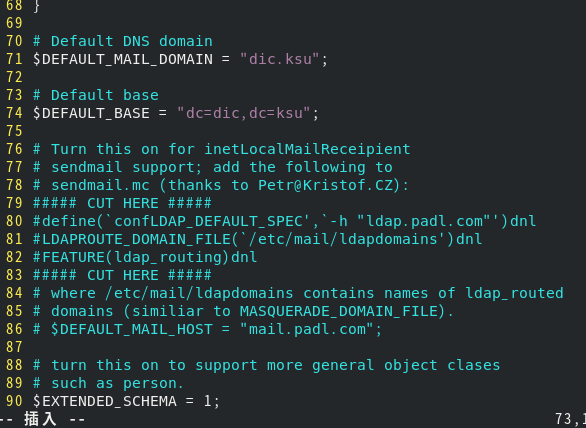 68 }
69
70 # Default DNS domain
71 $DEFAULT_MAIL_DOMAIN = "dic.ksu";
72
73 # Default base
74 $DEFAULT_BASE = "dc=dic,dc=ksu";
75
76 # Turn this on for inetLocalMailReceipient
77 # sendmail support; add the following to
78 # sendmail.mc (thanks to Petr@Kristof.CZ):
79 ##### CUT HERE #####
80 #define(`confLDAP_DEFAULT_SPEC',`-h "ldap.padl.com"')dnl
81 #LDAPROUTE_DOMAIN_FILE(`/etc/mail/ldapdomains')dnl
82 #FEATURE(ldap_routing)dnl
83 ##### CUT HERE #####
84 # where /etc/mail/ldapdomains contains names of ldap_routed
85 # domains (similiar to MASQUERADE_DOMAIN_FILE).
86 # $DEFAULT_MAIL_HOST = "mail.padl.com";
87
88 # turn this on to support more general object clases
89 # such as person.
90 $EXTENDED_SCHEMA = 1;
-- 插入 -- 73,1